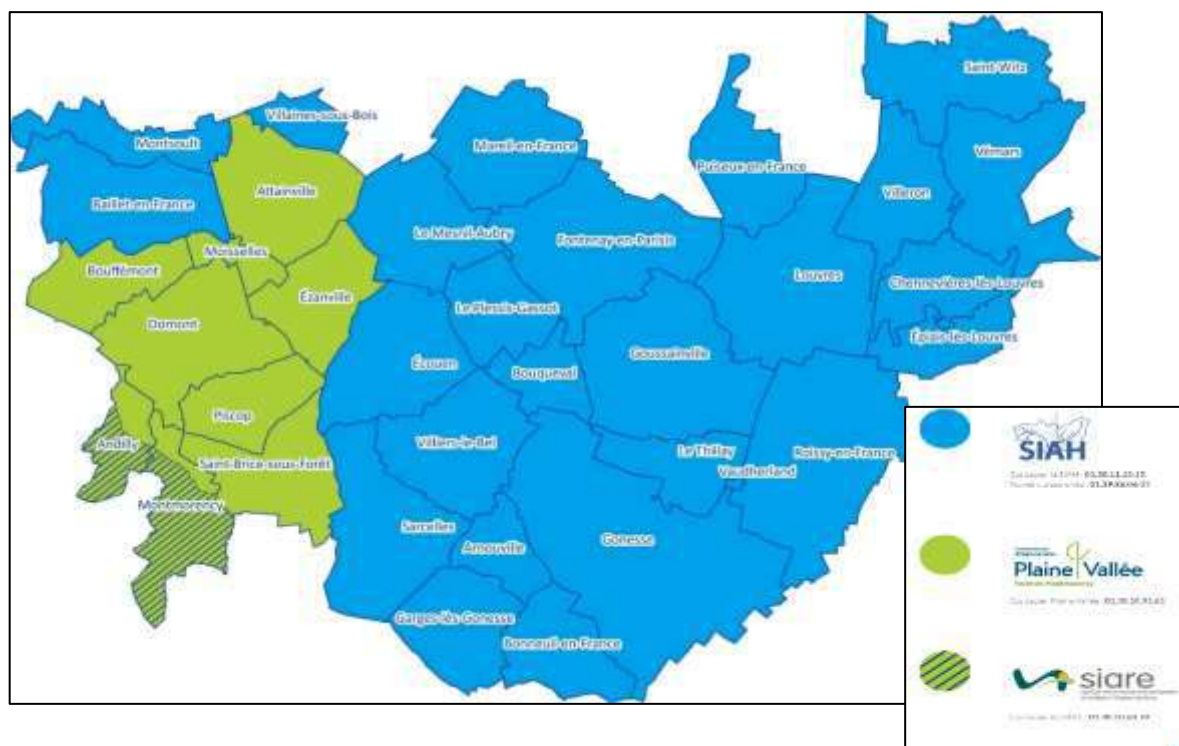 Saint-Witz
Villaines-sous-Bois
Montsoult
Mareil-en-France
Vémars
Puiseux-en-France
Villeron
Attainville
Baillet-en-France
Le Mesnil-Aubry
Fontenay-en-Parisis
Moisselles
Bouffémont
Louvres
Chennevières-lès-Louvres
Ézanville
Le Plessis-Gassot
Domont
Épiais-lès-Louvres
Goussainville
Écouen
Bouqueval
Piscop
Andilly
Villiers-le-Bel
Le Thillay
Roissy-en-France
Saint-Brice-sous-Forêt
Vaudherland
Montmorency
Sarcelles
Arnouville
Gonesse
Garges-lès-Gonesse
Bonneuil-en-France
SIAH
Plaine Vallée
siare